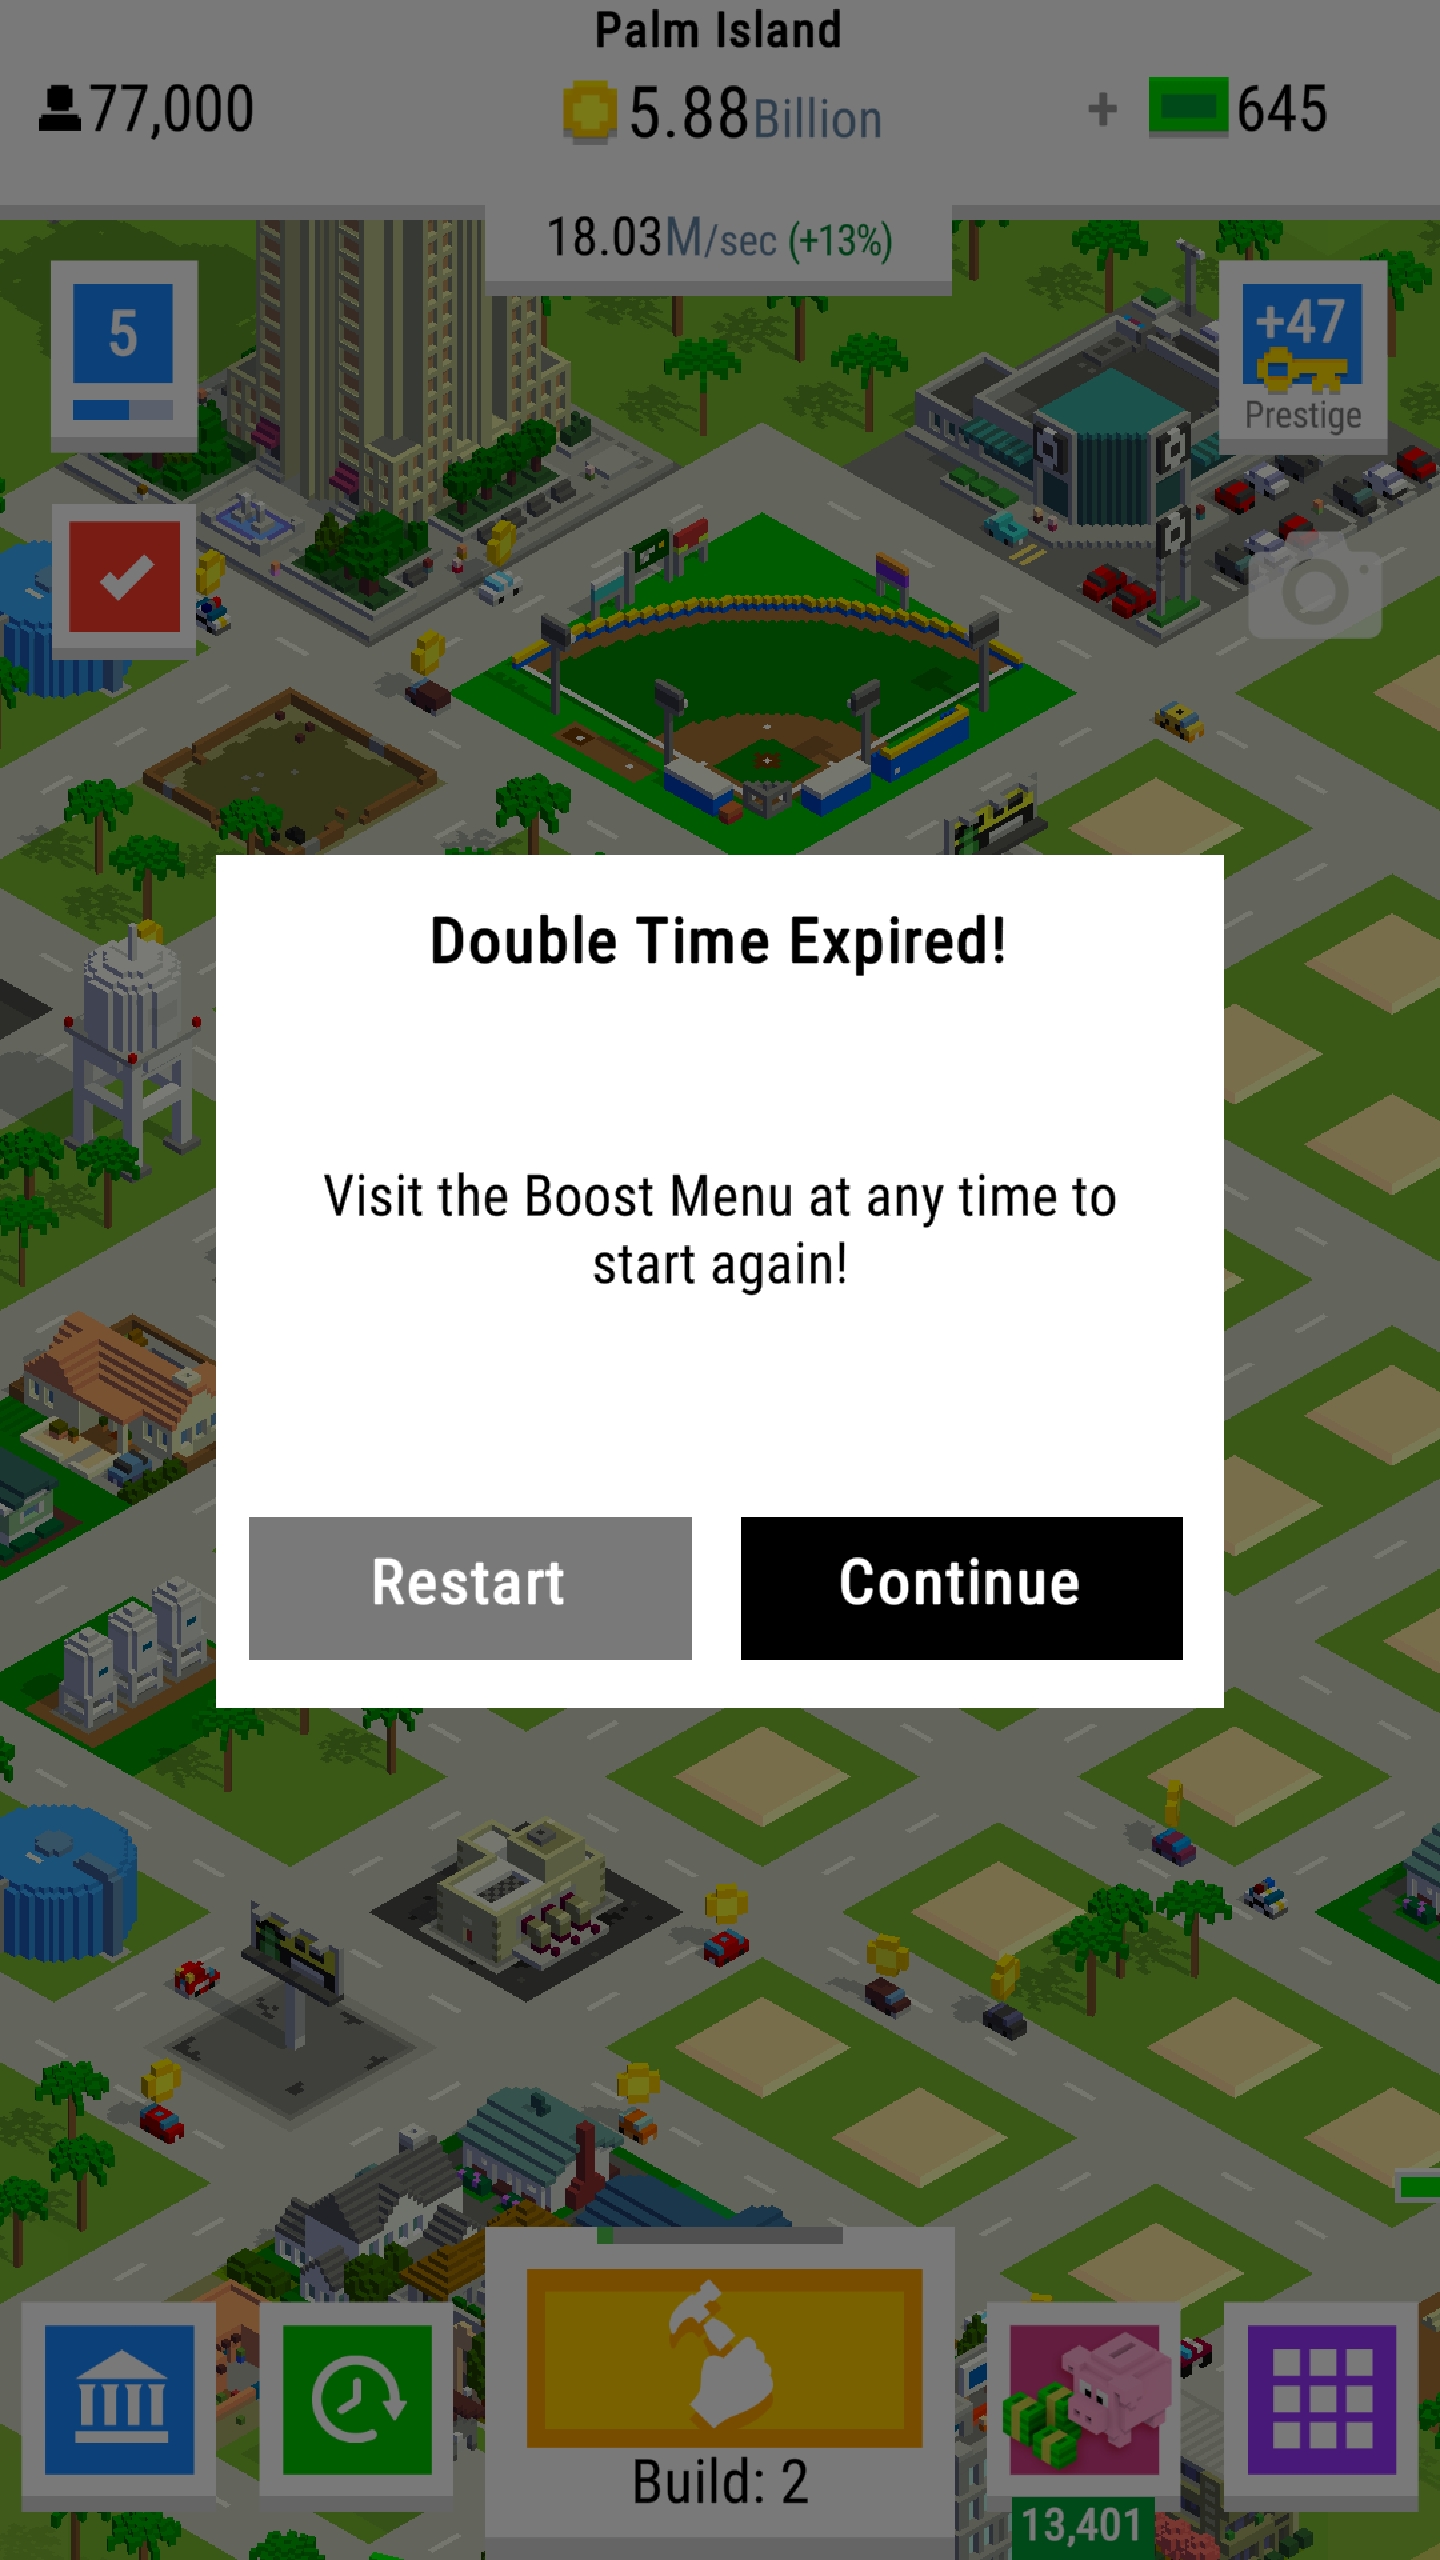 Palm Island
77,000
5.88Billion
+ 645
18.03M/sec (+13%)
5
+47
Prestige
Double Time Expired!
Visit the Boost Menu at any time to
start again!
Restart
Continue
Build: 2
13,401